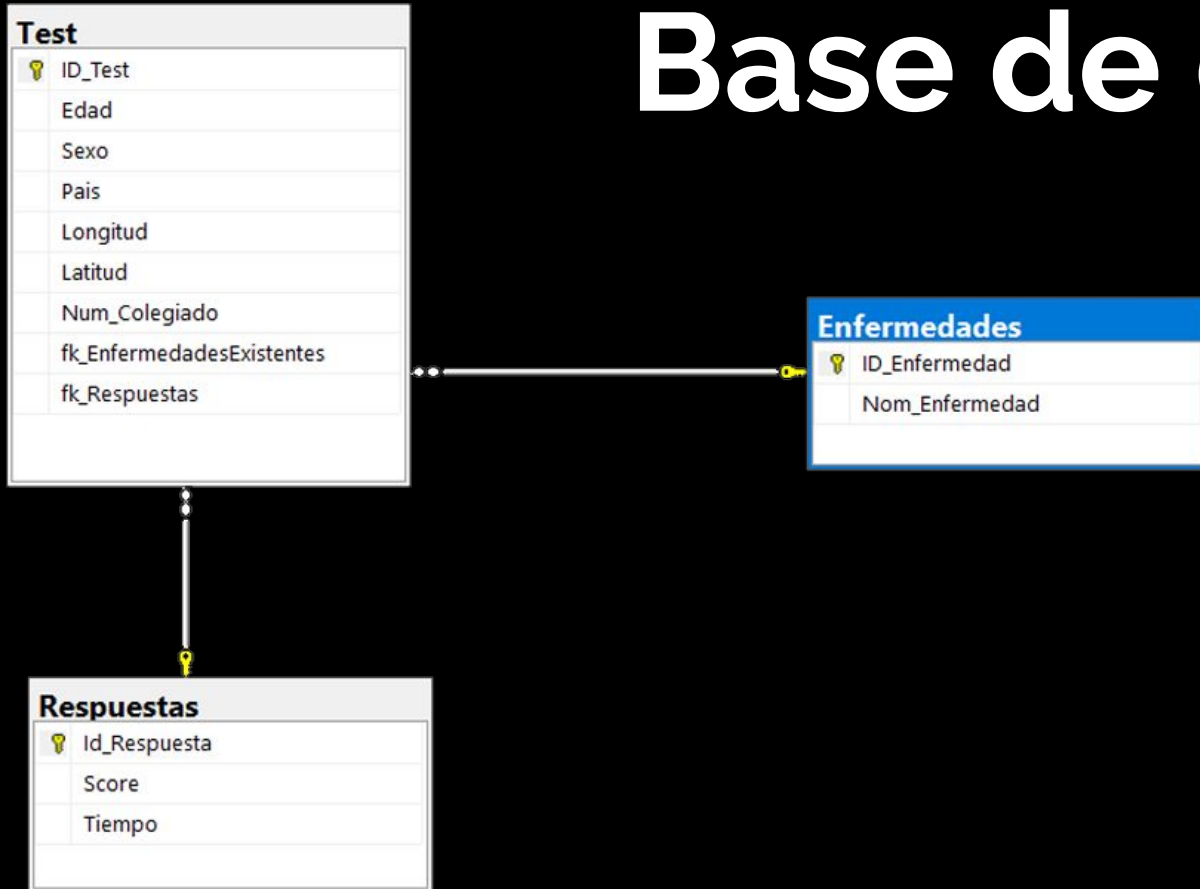 Base de
Test
ID_Test
Edad
Sexo
Pais
Longitud
Latitud
Num_Colegiado
fk_EnfermedadesExistentes
fk_Respuestas
Enfermedades
ID_Enfermedad
Nom_Enfermedad
Respuestas
Id_Respuesta
Score
Tiempo